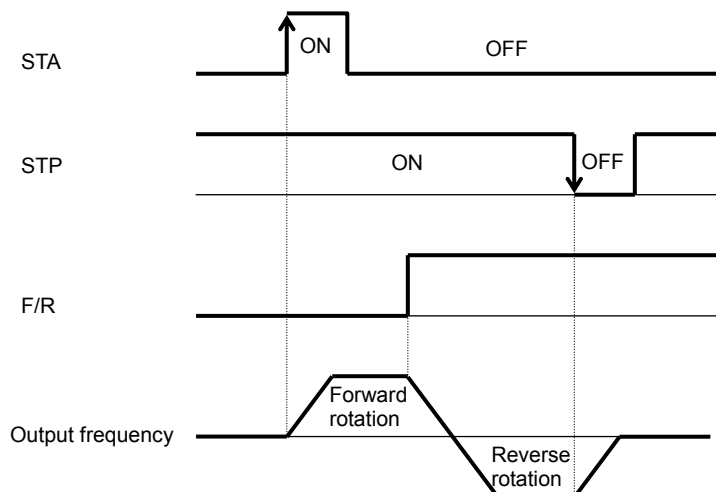 ON
OFF
STA
STP
ON
OFF
F/R
Forward
rotation
Output frequency
Reverse
rotation